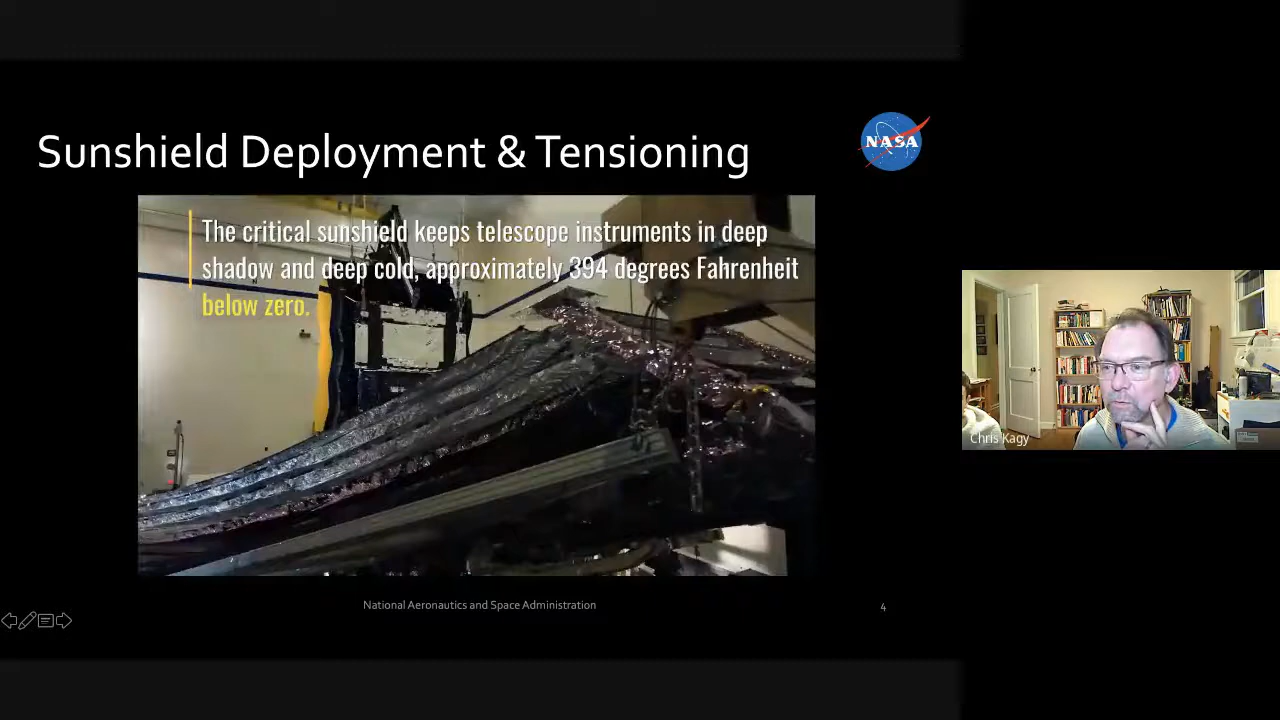 Sunshield Deployment & Tensioning
NASA
The critical sunshield keeps telescope instruments in deep
shadow and deep cold, approximately 394 degrees Fahrenheit
below zero.
Chris Kagy
National Aeronautics and Space Administration
4